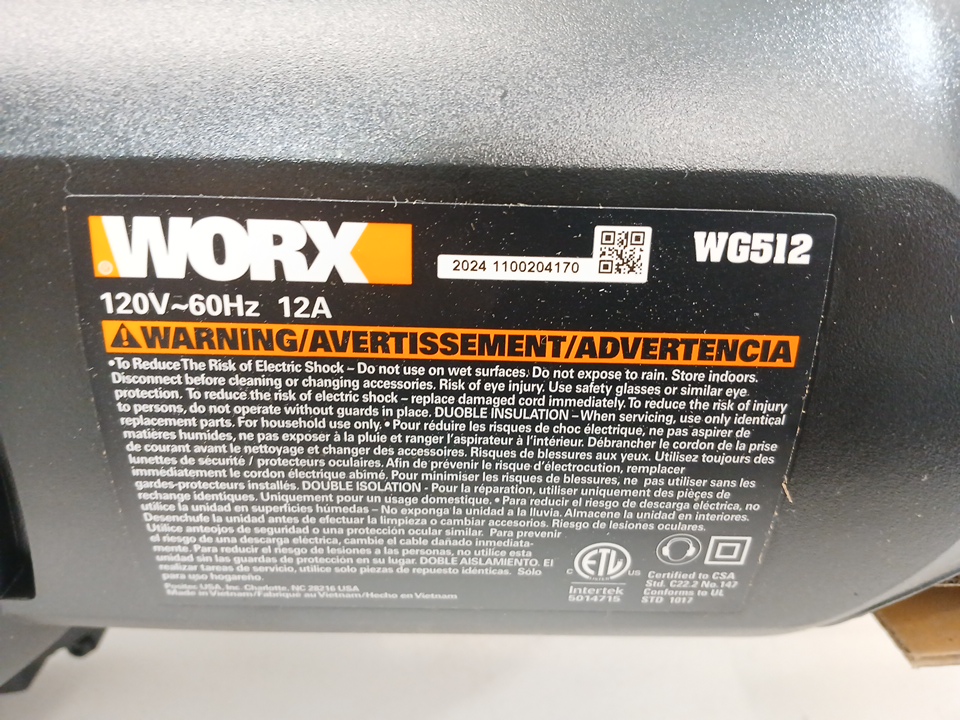 WORX
®
2024 1100204170
WG512
120V~60Hz 12A
WARNING/AVERTISSEMENT/ADVERTENCIA
•To Reduce The Risk of Electric Shock – Do not use on wet surfaces. Do not expose to rain. Store indoors.
Disconnect before cleaning or changing accessories. Risk of eye injury. Use safety glasses or similar eye
protection. To reduce the risk of electric shock – replace damaged cord immediately. To reduce the risk of injury
to persons, do not operate without guards in place. DUOBLE INSULATION – When servicing, use only identical
replacement parts. For household use only. • Pour réduire les risques de choc électrique, ne pas aspirer de
matières humides, ne pas exposer à la pluie et ranger l'aspirateur à l'intérieur. Débrancher le cordon de la prise
de courant avant le nettoyage et changer des accesoires. Risques de blessures aux yeux. Utilisez toujours des
lunettes de sécurité / protecteurs oculaires. Afin de prévenir le risque d'électrocution, remplacer
immédiatement le cordon électrique abimé. Pour minimiser les risques de blessures, ne pas utiliser sans les
gardes-protecteurs installés. DOUBLE ISOLATION - Pour la réparation, utiliser uniquement des pièces de
rechange identiques. Uniquement pour un usage domestique. • Para reducir el riesgo de descarga eléctrica, no
utilice la unidad en superficies húmedas – No exponga la unidad a la lluvia. Almacene la unidad en interiores.
Desenchufe la unidad antes de efectuar la limpieza o cambiar accesorios. Riesgo de lesiones oculares.
Utilice anteojos de seguridad o una protección ocular similar. Para prevenir
el riesgo de una descarga eléctrica, cambie el cable dañado inmediata-
mente. Para reducir el riesgo de lesiones a las personas, no utilice esta
unidad sin las guardas de protección en su lugar. DOBLE AISLAMIENTO. El
realizar tareas de servicio, utilice solo piezas de repuesto idénticas. Sólo
para uso hogareño.
Positec USA, Inc. Charlotte, NC 28216 USA
Made in Vietnam/Fabriqué au Vietnam/Hecho en Vietnam
C ETL US
Intertek
5014715
Certified to CSA
Std. C22.2 No.147
Conforms to UL
STD 1017